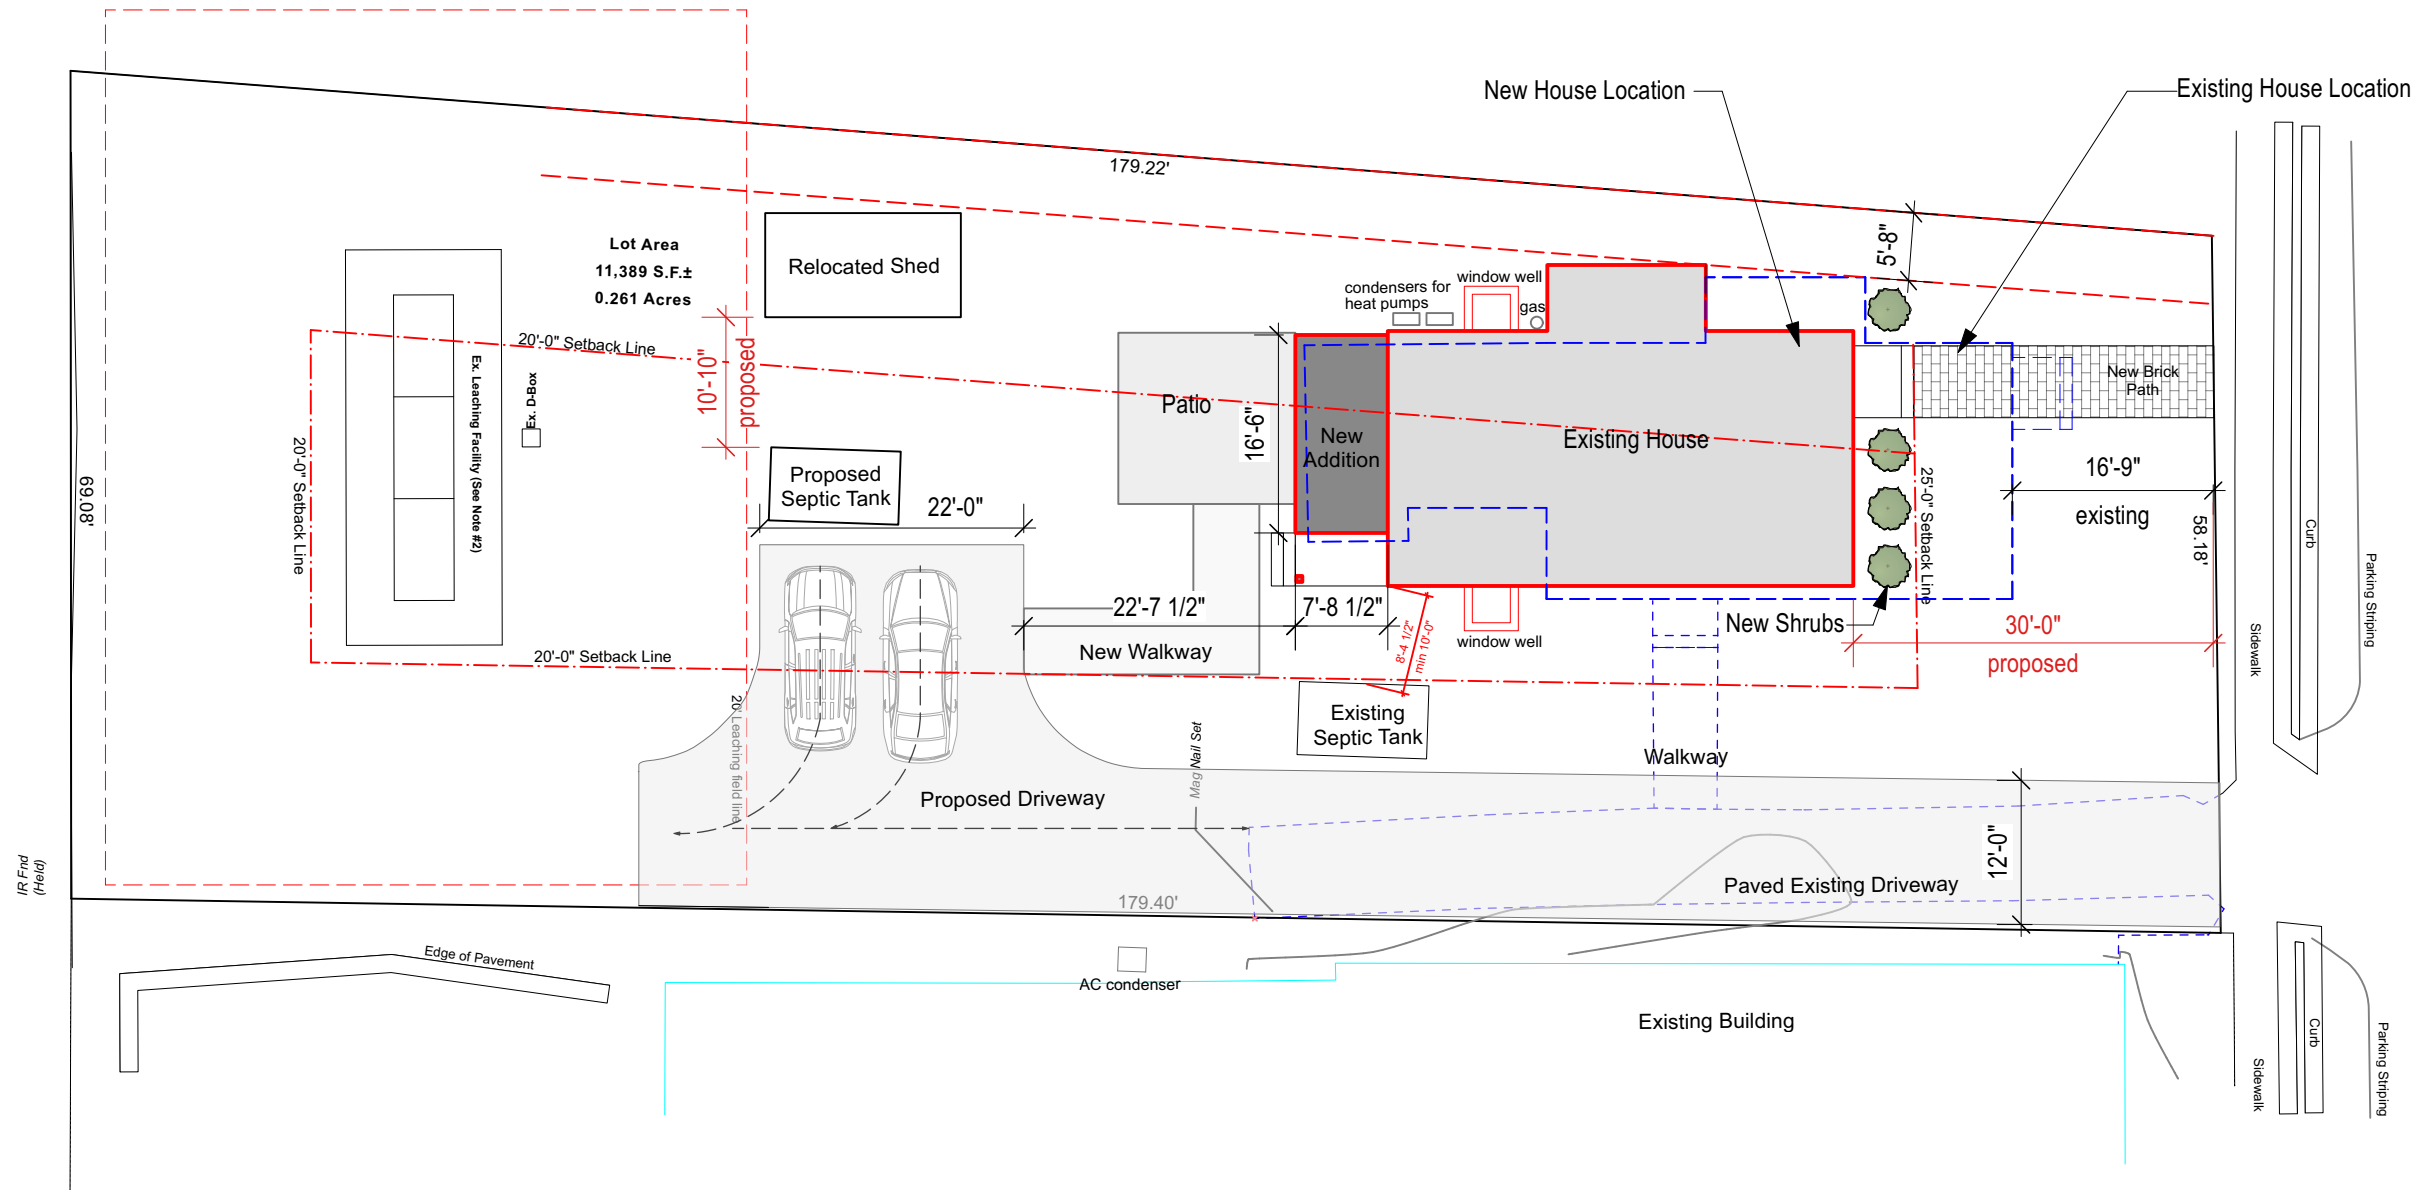 New House Location
Existing House Location
179.22'
5'-8"
Lot Area
11,389 S.F.±
0.261 Acres
Relocated Shed
condensers for
heat pumps
window well
gas
20'-0" Setback Line
10'-10"
proposed
Ex. D-Box
Ex. Leaching Facility (See Note #2)
20'-0" Setback Line
69.08'
Patio
16'-6"
New
Addition
Existing House
New Brick
Path
16'-9"
existing
25'-0" Setback Line
58.18'
Curb
Parking Striping
Proposed
Septic Tank
22'-0"
22'-7 1/2"
7'-8 1/2"
8'-4 1/2"
min 10'-0"
window well
New Shrubs
30'-0"
proposed
Sidewalk
20'-0" Setback Line
New Walkway
20' Leaching field line
Existing
Septic Tank
Mag Nail Set
Walkway
Proposed Driveway
12'-0"
Paved Existing Driveway
IR Fnd
(Held)
179.40'
Edge of Pavement
AC condenser
Existing Building
Sidewalk
Curb
Parking Striping